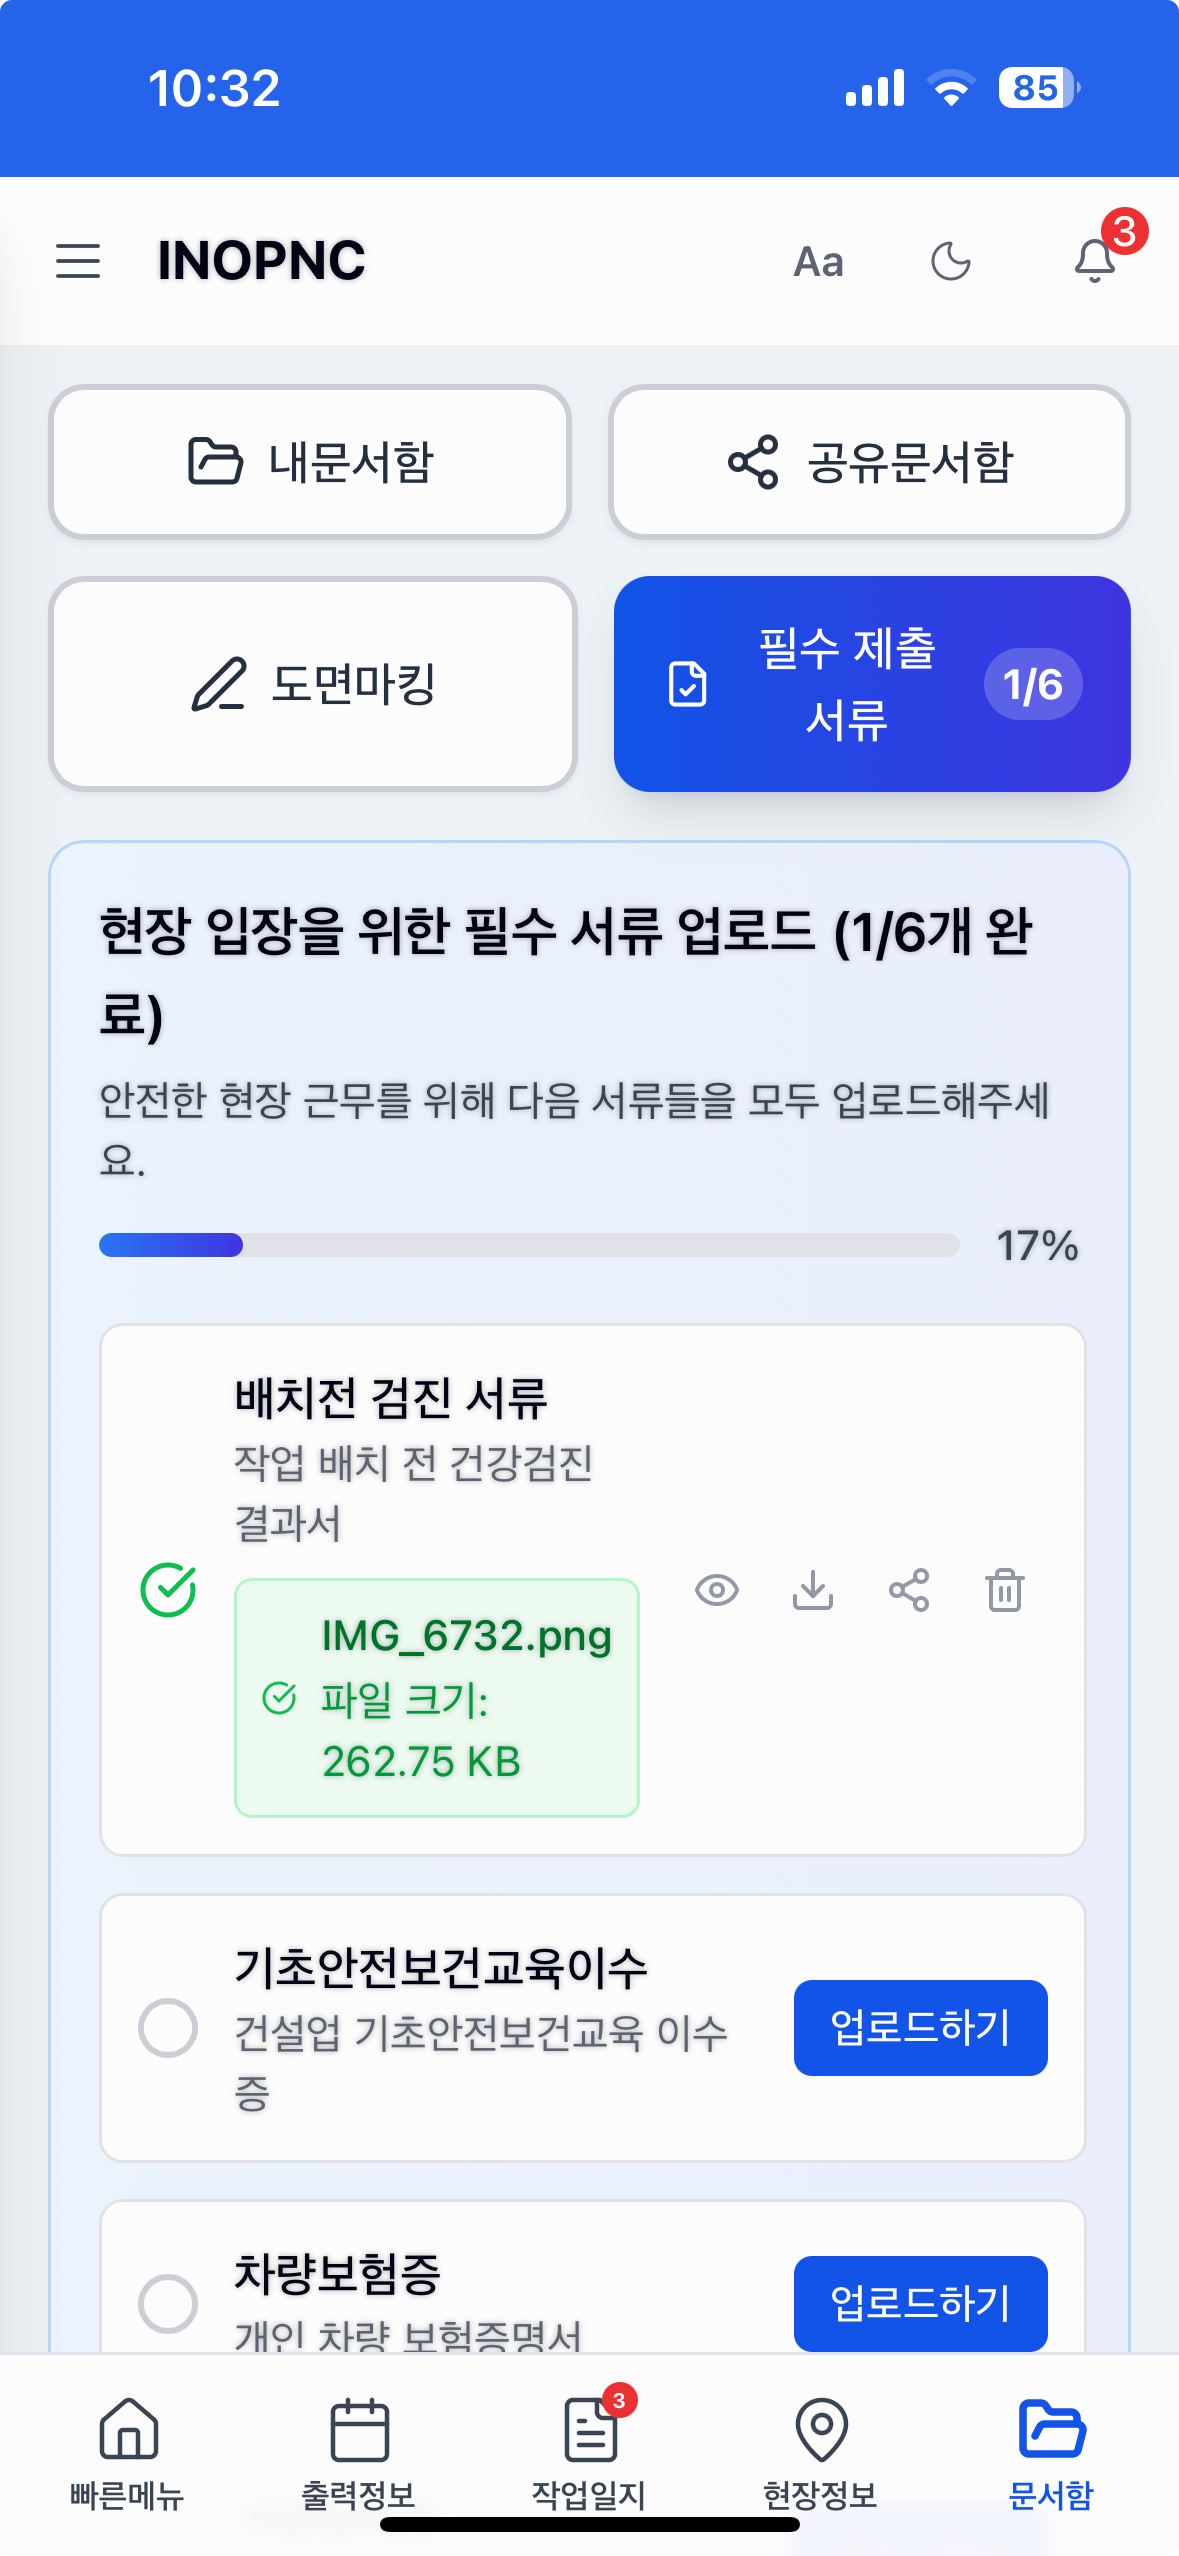 10:32
85
INOPNC
Aa
3
내문서함
공유문서함
도면마킹
필수 제출
서류
1/6
현장 입장을 위한 필수 서류 업로드 (1/6개 완
료)
안전한 현장 근무를 위해 다음 서류들을 모두 업로드해주세
요.
17%
배치전 검진 서류
작업 배치 전 건강검진
결과서
IMG_6732.png
파일 크기:
262.75 KB
기초안전보건교육이수
건설업 기초안전보건교육 이수
증
업로드하기
차량보험증
개인 차량 보험증명서
업로드하기
빠른메뉴
출력정보
3
작업일지
현장정보
문서함